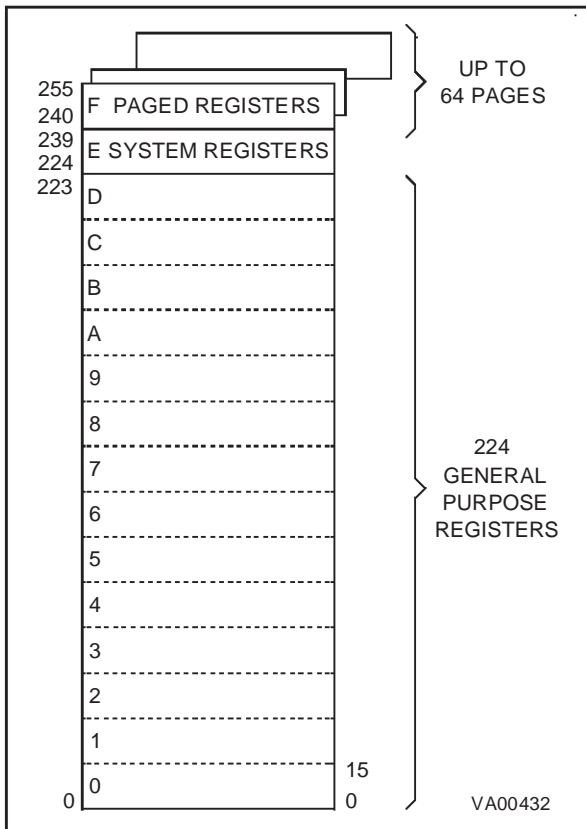 UP TO
64 PAGES
255
240
F PAGED REGISTERS
239
224
E SYSTEM REGISTERS
223
D
C
B
A
9
8
7
6
5
4
3
2
1
0
0
15
0
224
GENERAL
PURPOSE
REGISTERS
VA00432